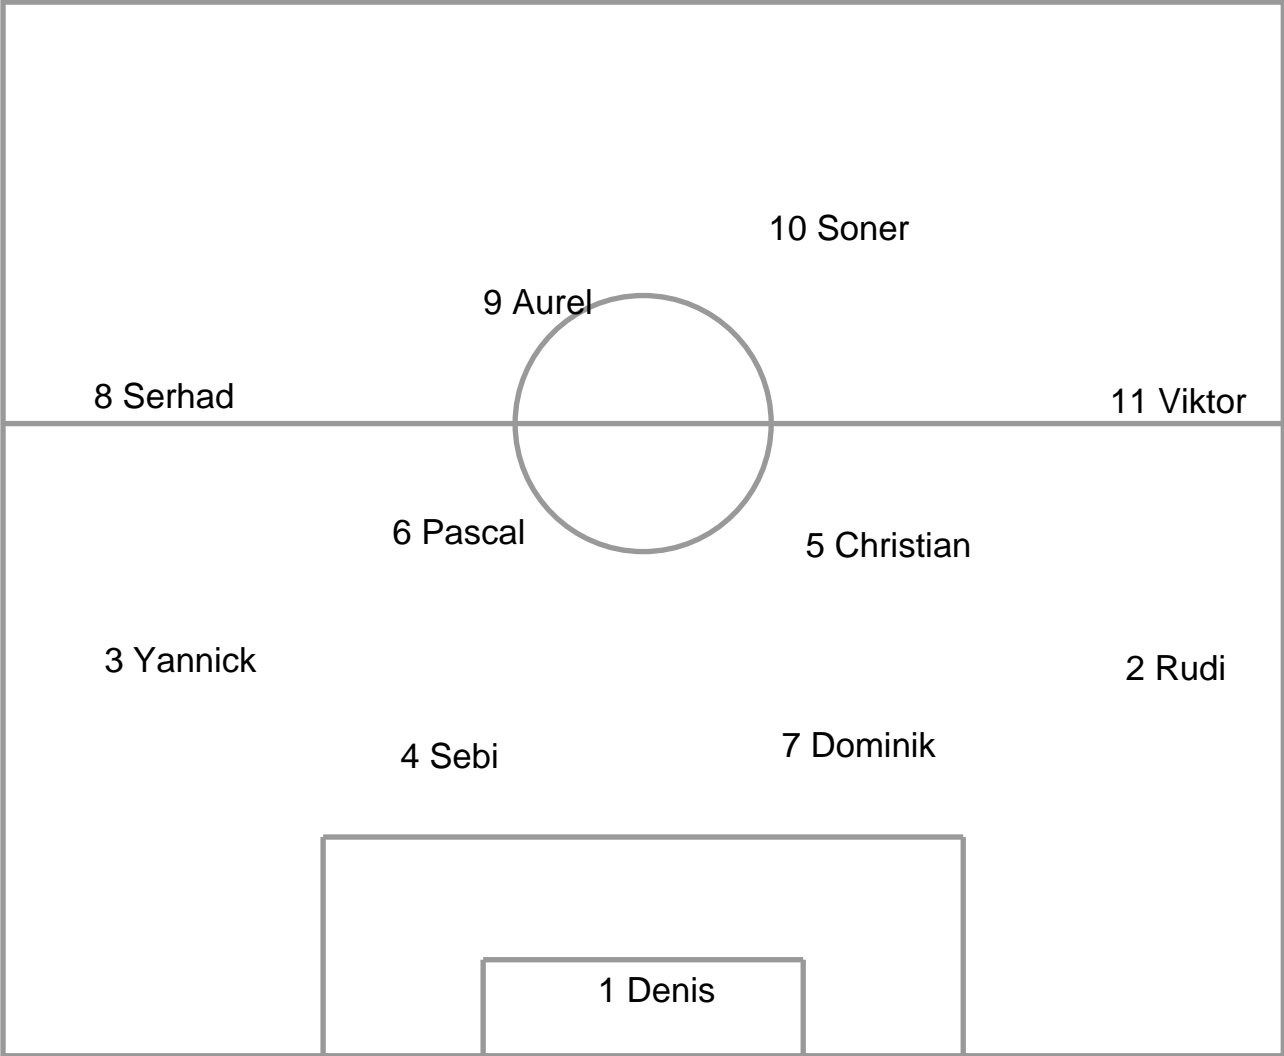 10 Soner
9 Aurel
8 Serhad
11 Viktor
6 Pascal
5 Christian
3 Yannick
2 Rudi
4 Sebi
7 Dominik
1 Denis